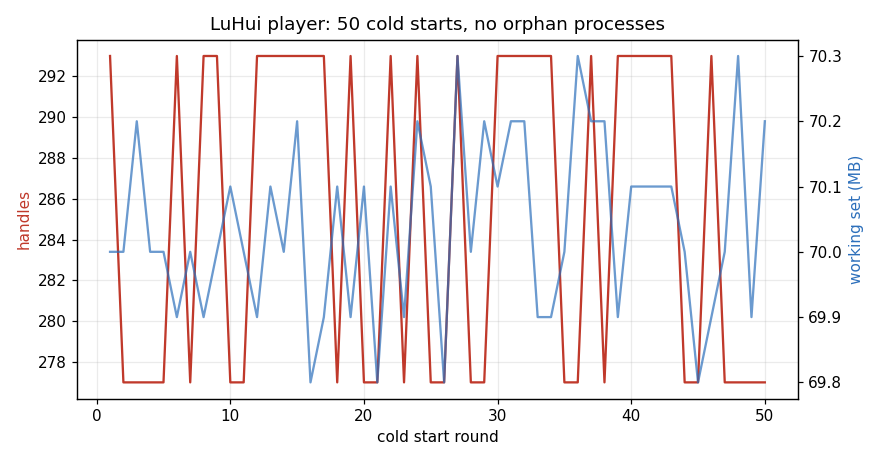 LuHui player: 50 cold starts, no orphan processes
handles
292
290
288
286
284
282
280
278
70.3
70.2
70.1
70.0
69.9
69.8
working set (MB)
0 10 20 30 40 50
cold start round